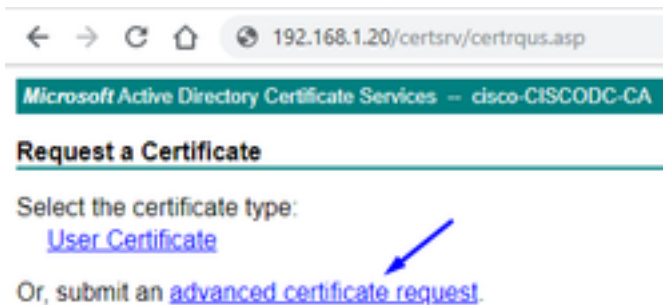 192.168.1.20/certsrv/certrqus.asp
Microsoft Active Directory Certificate Services -- cisco-CISCODC-CA
Request a Certificate
Select the certificate type:
User Certificate
Or, submit an advanced certificate request.